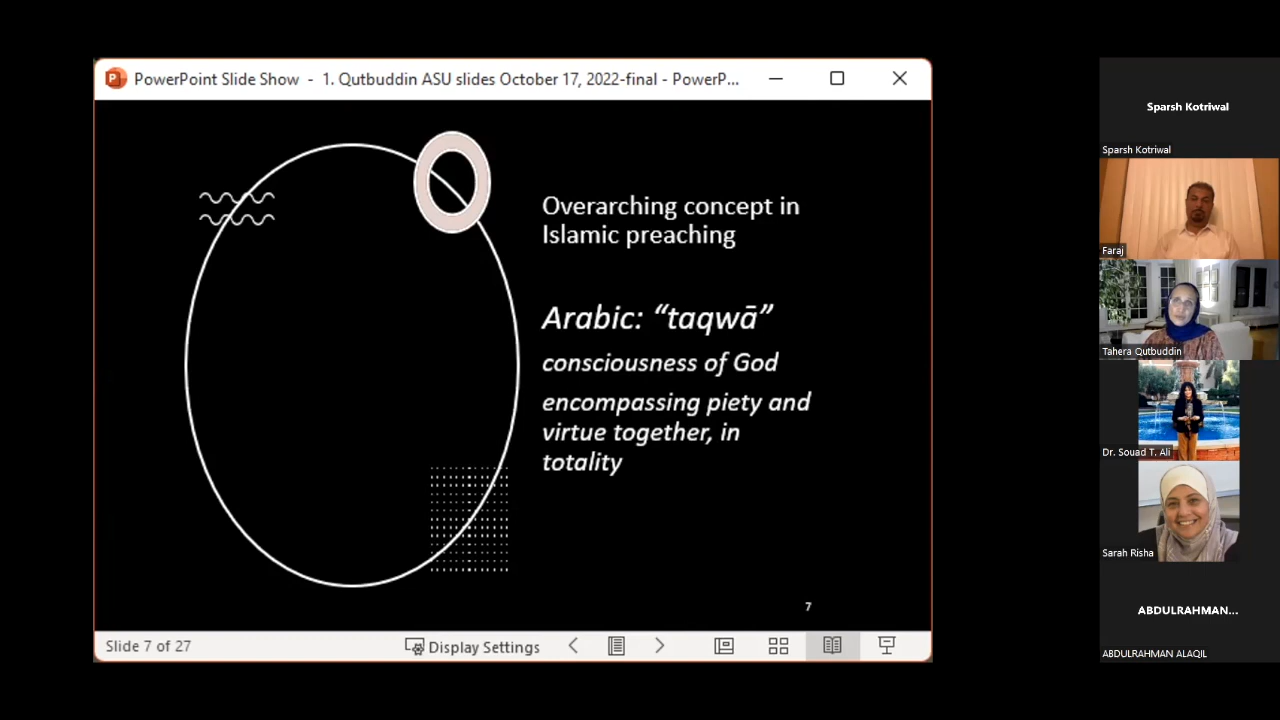 PowerPoint Slide Show - 1. Qutbuddin ASU slides October 17, 2022-final - PowerP...
Overarching concept in
Islamic preaching
Arabic: “taqwā”
consciousness of God
encompassing piety and
virtue together, in
totality
7
Slide 7 of 27
Display Settings
Sparsh Kotriwal
Sparsh Kotriwal
Faraj
Tahera Qutbuddin
Dr. Souad T. Ali
Sarah Risha
ABDULRAHMAN...
ABDULRAHMAN ALAQIL